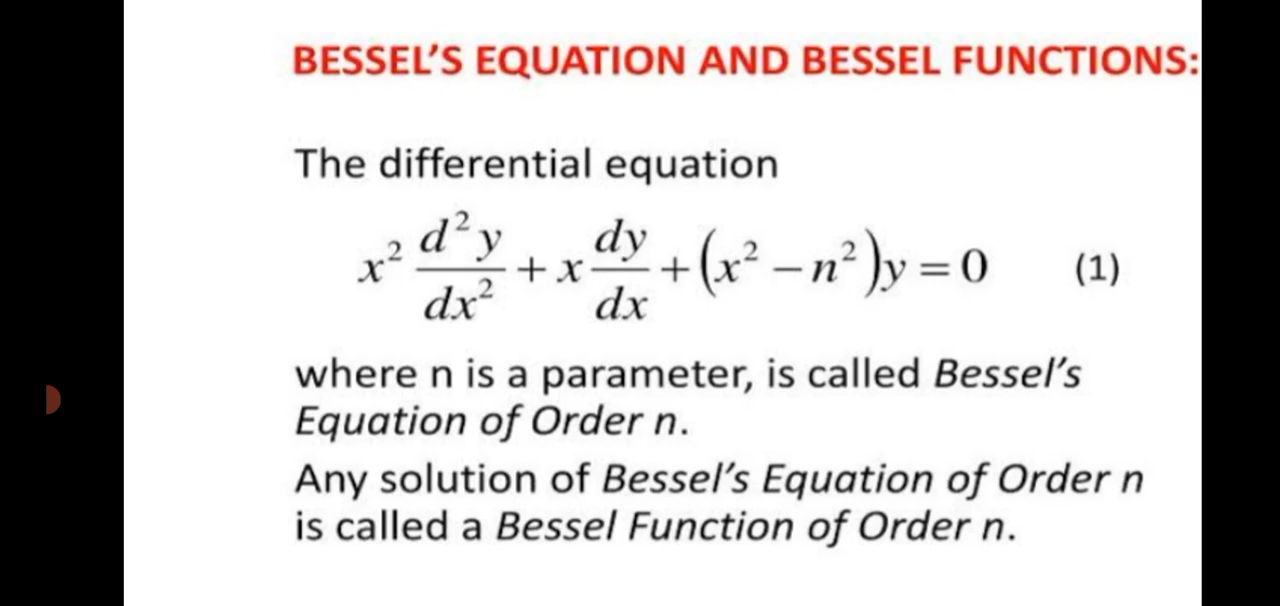 BESSEL’S EQUATION AND BESSEL FUNCTIONS:
The differential equation
x² d²y/dx² + x dy/dx + (x² – n²)y = 0 (1)
where n is a parameter, is called Bessel’s
Equation of Order n.
Any solution of Bessel’s Equation of Order n
is called a Bessel Function of Order n.